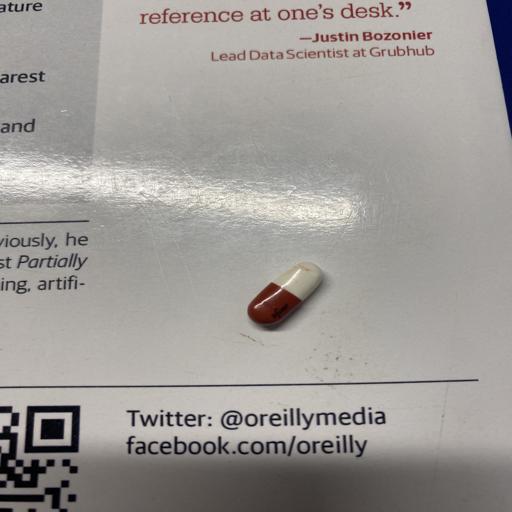 ature
reference at one's desk.”
—Justin Bozonier
Lead Data Scientist at Grubhub
arest
and
viously, he
st Partially
ing, artifi-
Twitter: @oreillymedia
facebook.com/oreilly